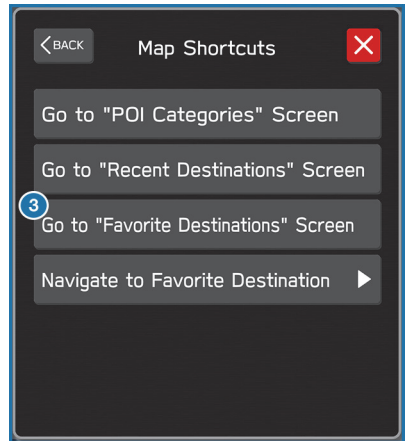 BACK
Map Shortcuts
Go to "POI Categories" Screen
Go to "Recent Destinations" Screen
3
Go to "Favorite Destinations" Screen
Navigate to Favorite Destination